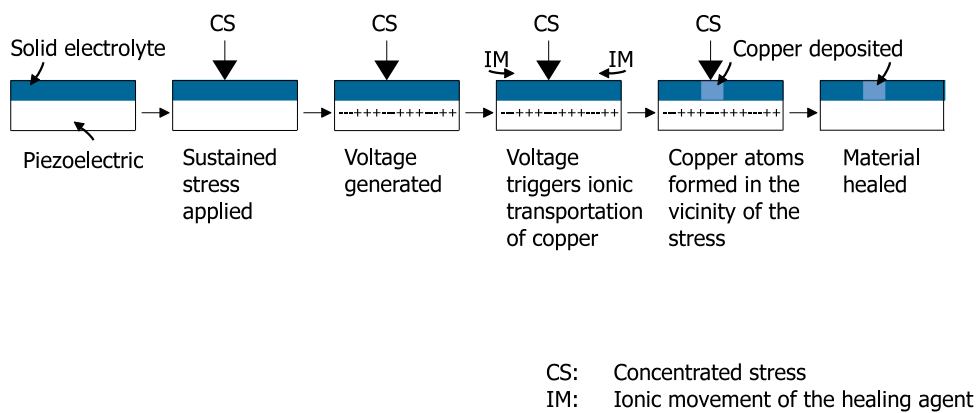 CS
CS
CS
CS
Solid electrolyte
IM
IM
Copper deposited
---+++---+++---++
---+++---+++---++
---+++---+++---++
Piezoelectric
Sustained
stress
applied
Voltage
generated
Voltage
triggers ionic
transportation
of copper
Copper atoms
formed in the
vicinity of the
stress
Material
healed
CS: Concentrated stress
IM: Ionic movement of the healing agent